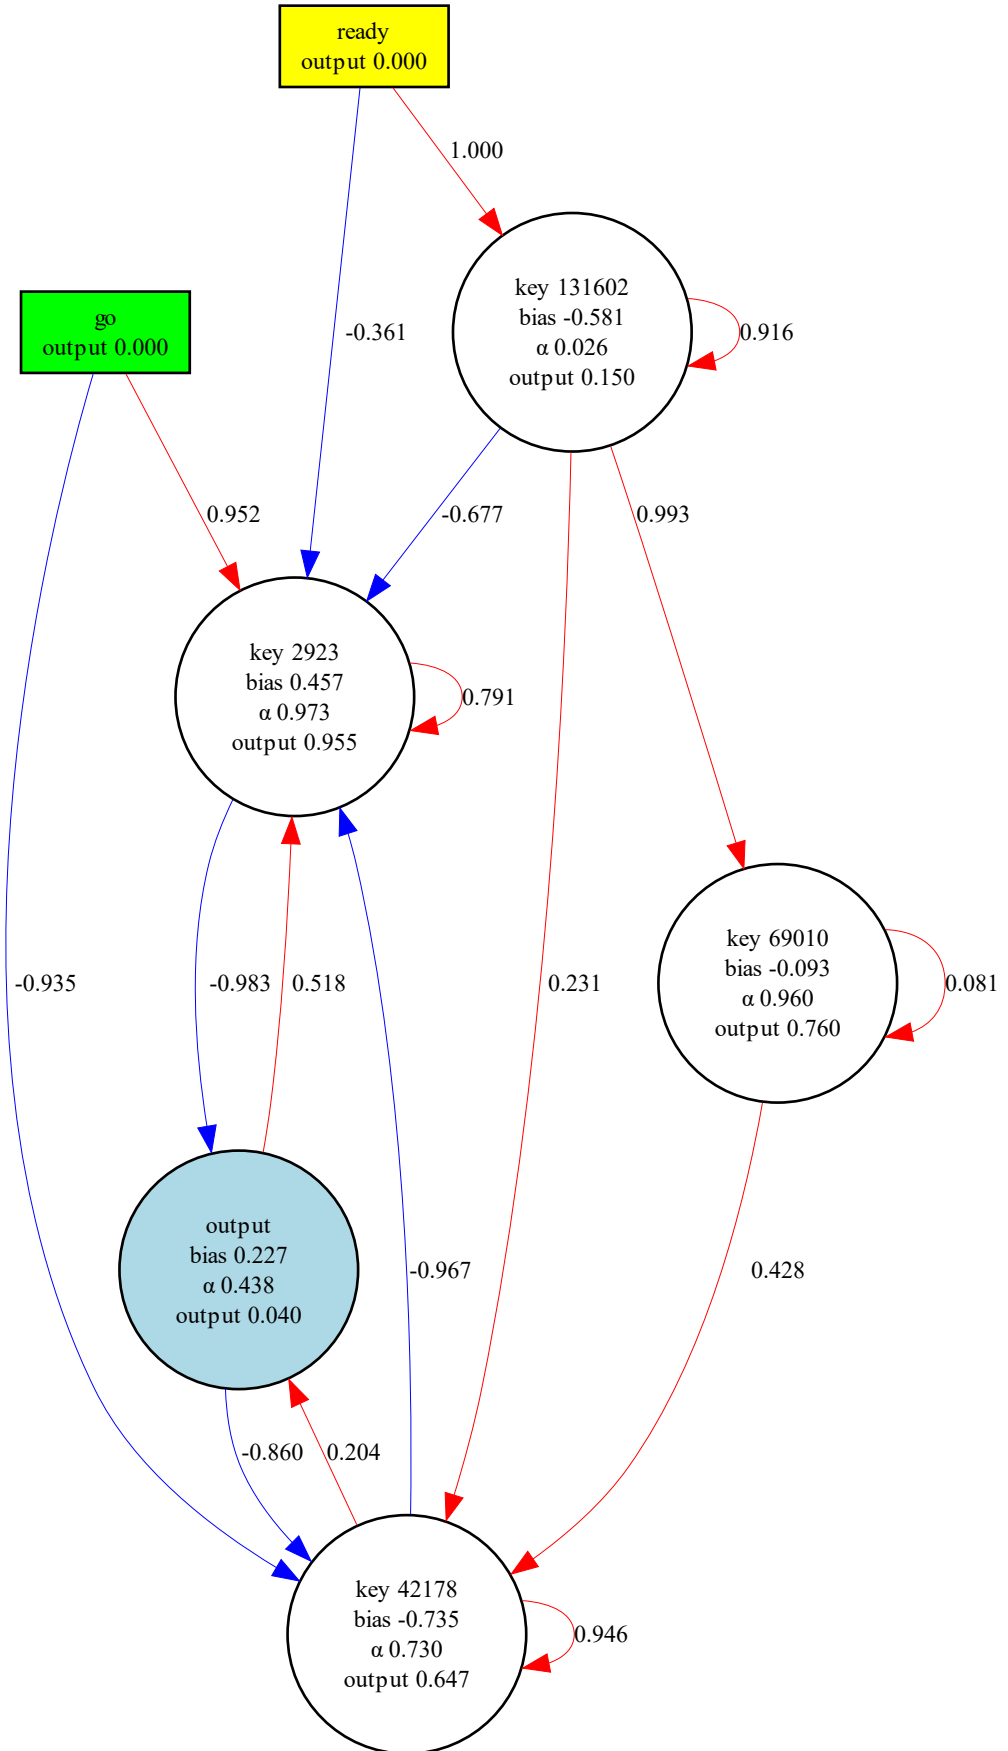 ready
output 0.000
1.000
key 131602
bias -0.581
α 0.026
output 0.150
0.916
go
output 0.000
-0.361
0.952
-0.677
0.993
key 2923
bias 0.457
α 0.973
output 0.955
0.791
key 69010
bias -0.093
α 0.960
output 0.760
0.081
-0.935
-0.983
0.518
0.231
output
bias 0.227
α 0.438
output 0.040
-0.967
0.428
-0.860
0.204
key 42178
bias -0.735
α 0.730
output 0.647
0.946